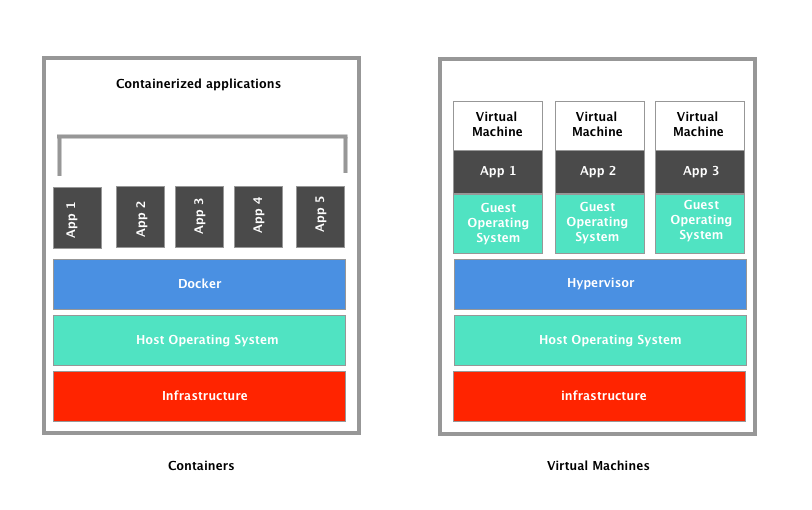 Containerized applications
App 1
App 2
App 3
App 4
App 5
Docker
Host Operating System
Infrastructure
Containers
Virtual
Machine
App 1
Guest
Operating
System
Virtual
Machine
App 2
Guest
Operating
System
Virtual
Machine
App 3
Guest
Operating
System
Hypervisor
Host Operating System
infrastructure
Virtual Machines